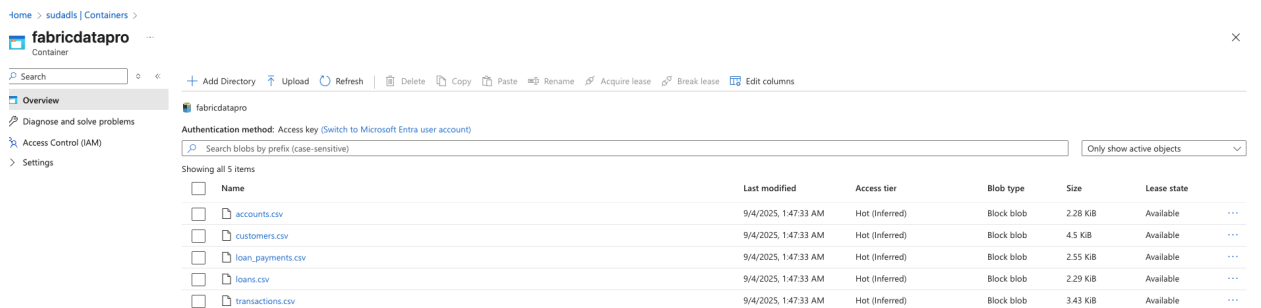 Home > sudadls | Containers >
fabricdatapro ...
Container
Search
Overview
Diagnose and solve problems
Access Control (IAM)
Settings
Add Directory Upload Refresh Delete Copy Paste Rename Acquire lease Break lease Edit columns
fabricdatapro
Authentication method: Access key (Switch to Microsoft Entra user account)
Search blobs by prefix (case-sensitive) Only show active objects
Showing all 5 items
Name Last modified Access tier Blob type Size Lease state
accounts.csv 9/4/2025, 1:47:33 AM Hot (Inferred) Block blob 2.28 KiB Available ...
customers.csv 9/4/2025, 1:47:33 AM Hot (Inferred) Block blob 4.5 KiB Available ...
loan_payments.csv 9/4/2025, 1:47:33 AM Hot (Inferred) Block blob 2.55 KiB Available ...
loans.csv 9/4/2025, 1:47:33 AM Hot (Inferred) Block blob 2.29 KiB Available ...
transactions.csv 9/4/2025, 1:47:33 AM Hot (Inferred) Block blob 3.43 KiB Available ...